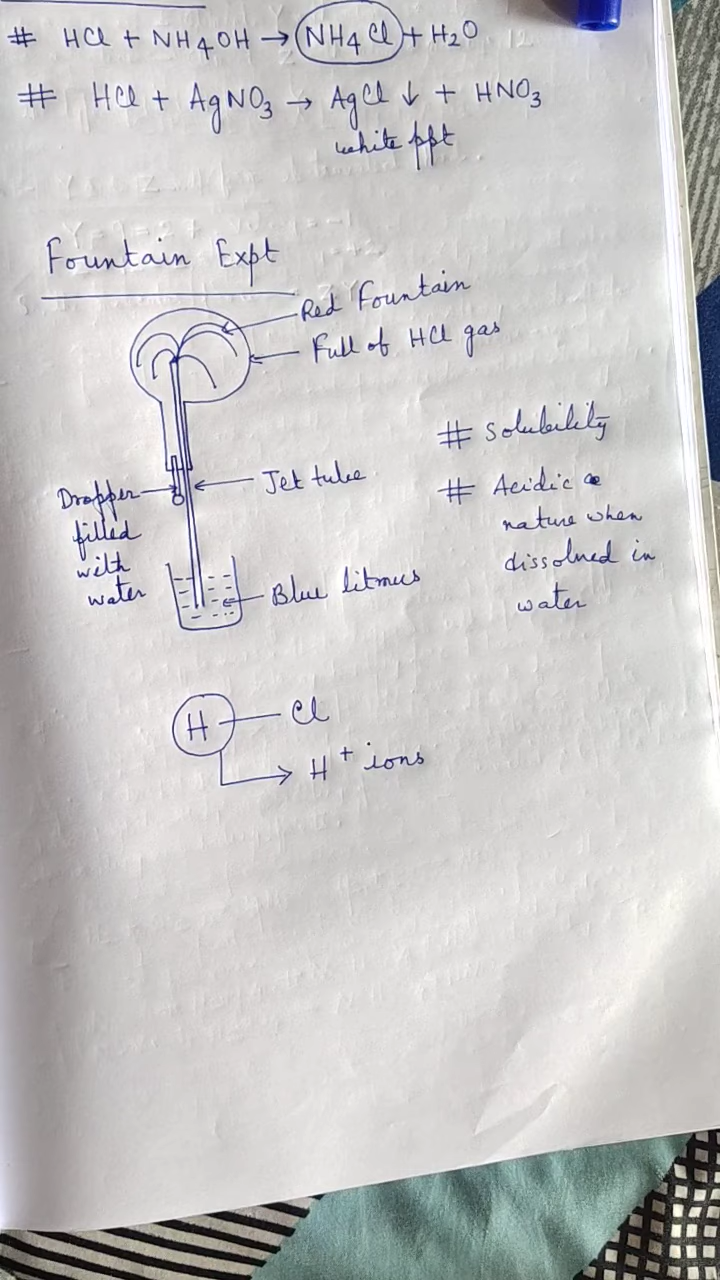 # HCl + NH4OH → NH4Cl + H2O
# HCl + AgNO3 → AgCl ↓ + HNO3
white ppt
Fountain Expt
Red Fountain
Full of HCl gas
# Solubility
Jet tube
# Acidic
nature when
dissolved in
water
Dropper
filled
with
water
Blue litmus
H — Cl
H+ ions